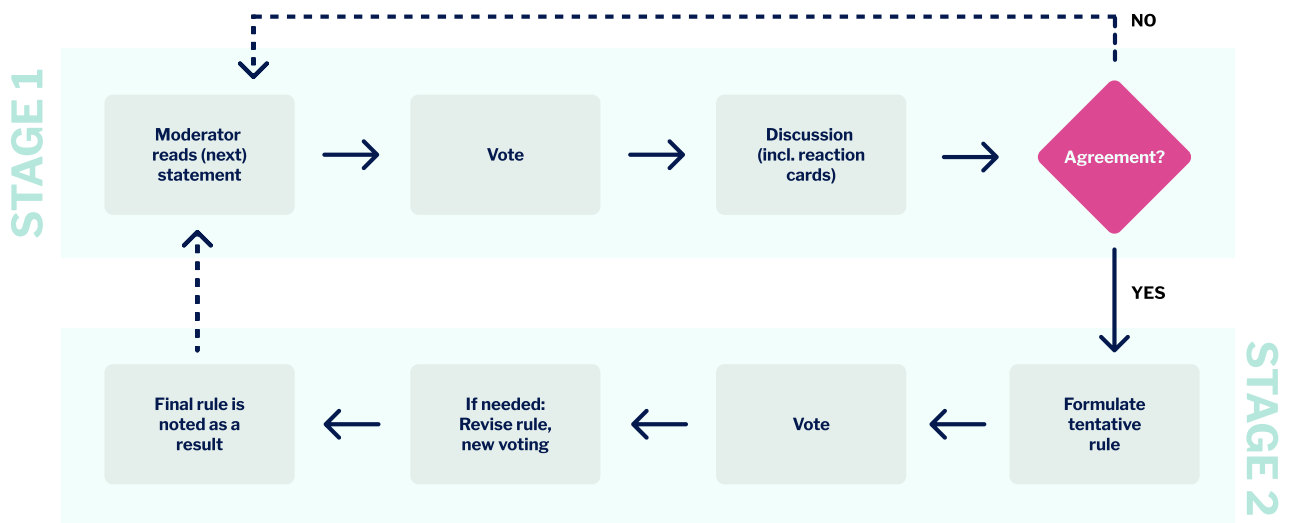 NO
STAGE 1
Moderator
reads (next)
statement
Vote
Discussion
(incl. reaction
cards)
Agreement?
YES
STAGE 2
Formulate
tentative
rule
Vote
If needed:
Revise rule,
new voting
Final rule is
noted as a
result